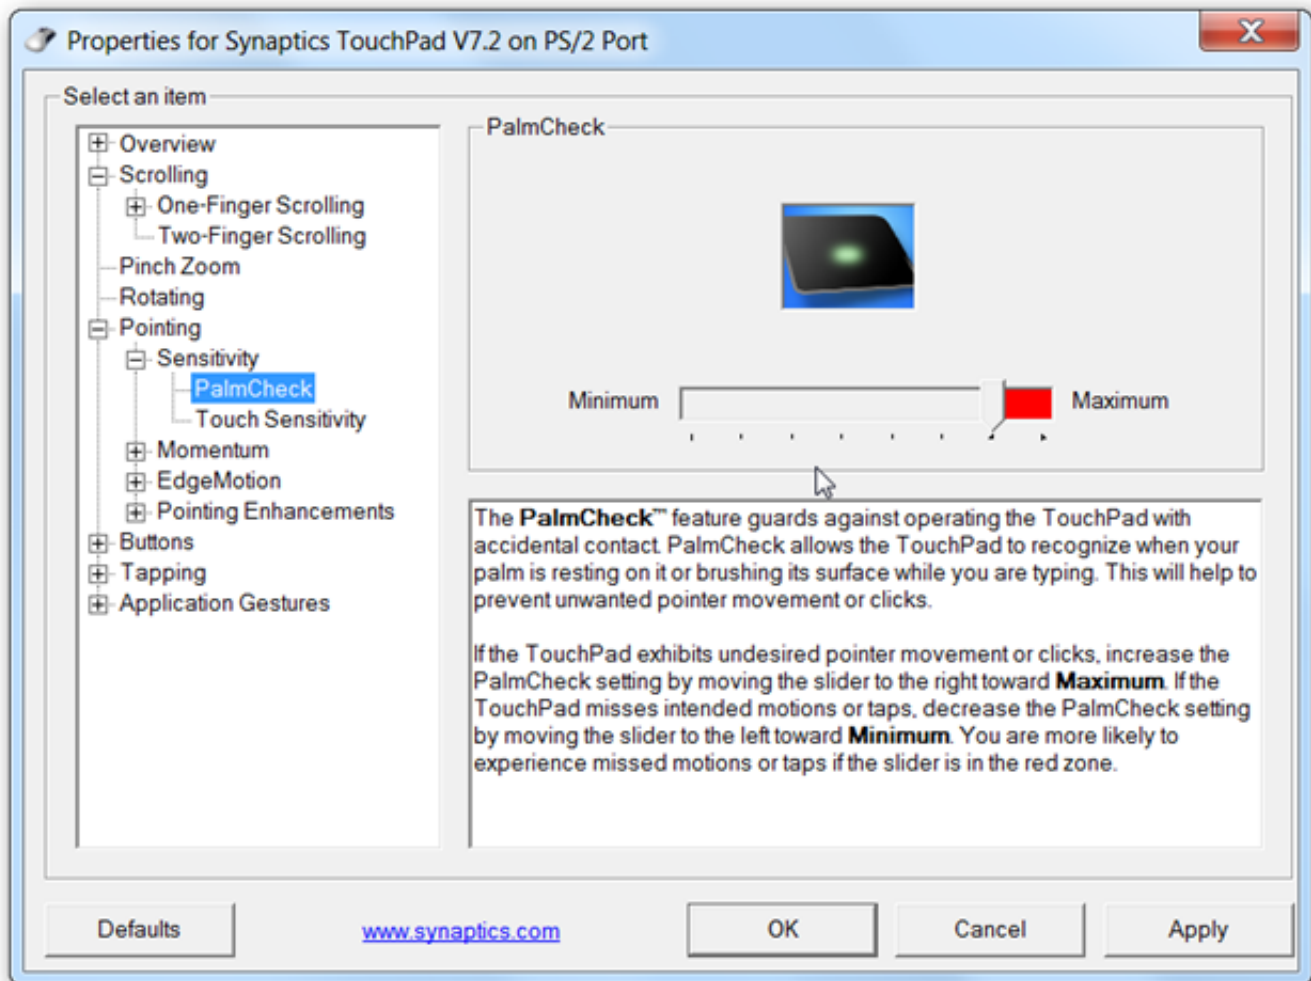 Properties for Synaptics TouchPad V7.2 on PS/2 Port
Select an item
Overview
Scrolling
One-Finger Scrolling
Two-Finger Scrolling
Pinch Zoom
Rotating
Pointing
Sensitivity
PalmCheck
Touch Sensitivity
Momentum
EdgeMotion
Pointing Enhancements
Buttons
Tapping
Application Gestures
PalmCheck
Minimum
Maximum
The PalmCheck™ feature guards against operating the TouchPad with
accidental contact. PalmCheck allows the TouchPad to recognize when your
palm is resting on it or brushing its surface while you are typing. This will help to
prevent unwanted pointer movement or clicks.
If the TouchPad exhibits undesired pointer movement or clicks, increase the
PalmCheck setting by moving the slider to the right toward Maximum. If the
TouchPad misses intended motions or taps, decrease the PalmCheck setting
by moving the slider to the left toward Minimum. You are more likely to
experience missed motions or taps if the slider is in the red zone.
Defaults
www.synaptics.com
OK
Cancel
Apply